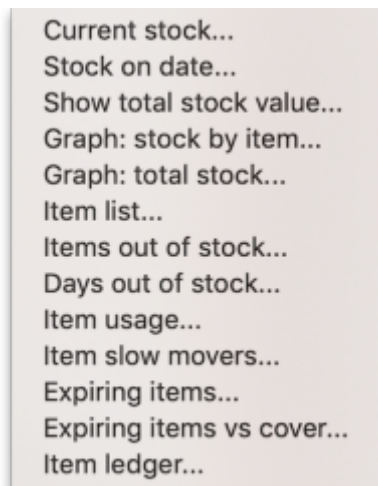 Current stock...
Stock on date...
Show total stock value...
Graph: stock by item...
Graph: total stock...
Item list...
Items out of stock...
Days out of stock...
Item usage...
Item slow movers...
Expiring items...
Expiring items vs cover...
Item ledger...